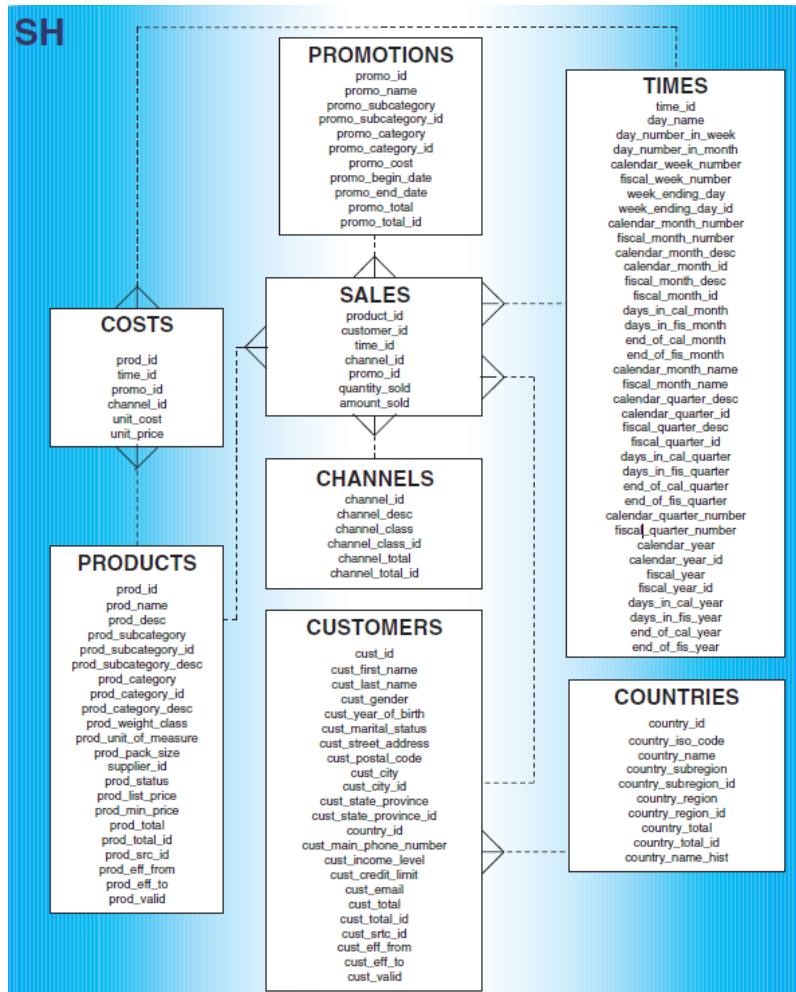 SH
PROMOTIONS
promo_id
promo_name
promo_subcategory
promo_subcategory_id
promo_category
promo_category_id
promo_cost
promo_begin_date
promo_end_date
promo_total
promo_total_id
TIMES
time_id
day_name
day_number_in_week
day_number_in_month
calendar_week_number
fiscal_week_number
week_ending_day
week_ending_day_id
calendar_month_number
fiscal_month_number
calendar_month_desc
calendar_month_id
fiscal_month_desc
fiscal_month_id
days_in_cal_month
days_in_fis_month
end_of_cal_month
end_of_fis_month
calendar_month_name
fiscal_month_name
calendar_quarter_desc
calendar_quarter_id
fiscal_quarter_desc
fiscal_quarter_id
days_in_cal_quarter
days_in_fis_quarter
end_of_cal_quarter
end_of_fis_quarter
calendar_quarter_number
fiscal_quarter_number
calendar_year
calendar_year_id
fiscal_year
fiscal_year_id
days_in_cal_year
days_in_fis_year
end_of_cal_year
end_of_fis_year
SALES
product_id
customer_id
time_id
channel_id
promo_id
quantity_sold
amount_sold
COSTS
prod_id
time_id
promo_id
channel_id
unit_cost
unit_price
CHANNELS
channel_id
channel_desc
channel_class
channel_class_id
channel_total
channel_total_id
PRODUCTS
prod_id
prod_name
prod_desc
prod_subcategory
prod_subcategory_id
prod_subcategory_desc
prod_category
prod_category_id
prod_category_desc
prod_weight_class
prod_unit_of_measure
prod_pack_size
supplier_id
prod_status
prod_list_price
prod_min_price
prod_total
prod_total_id
prod_src_id
prod_eff_from
prod_eff_to
prod_valid
CUSTOMERS
cust_id
cust_first_name
cust_last_name
cust_gender
cust_year_of_birth
cust_marital_status
cust_street_address
cust_postal_code
cust_city
cust_city_id
cust_state_province
cust_state_province_id
country_id
cust_main_phone_number
cust_income_level
cust_credit_limit
cust_email
cust_total
cust_total_id
cust_srtc_id
cust_eff_from
cust_eff_to
cust_valid
COUNTRIES
country_id
country_iso_code
country_name
country_subregion
country_subregion_id
country_region
country_region_id
country_total
country_total_id
country_name_hist